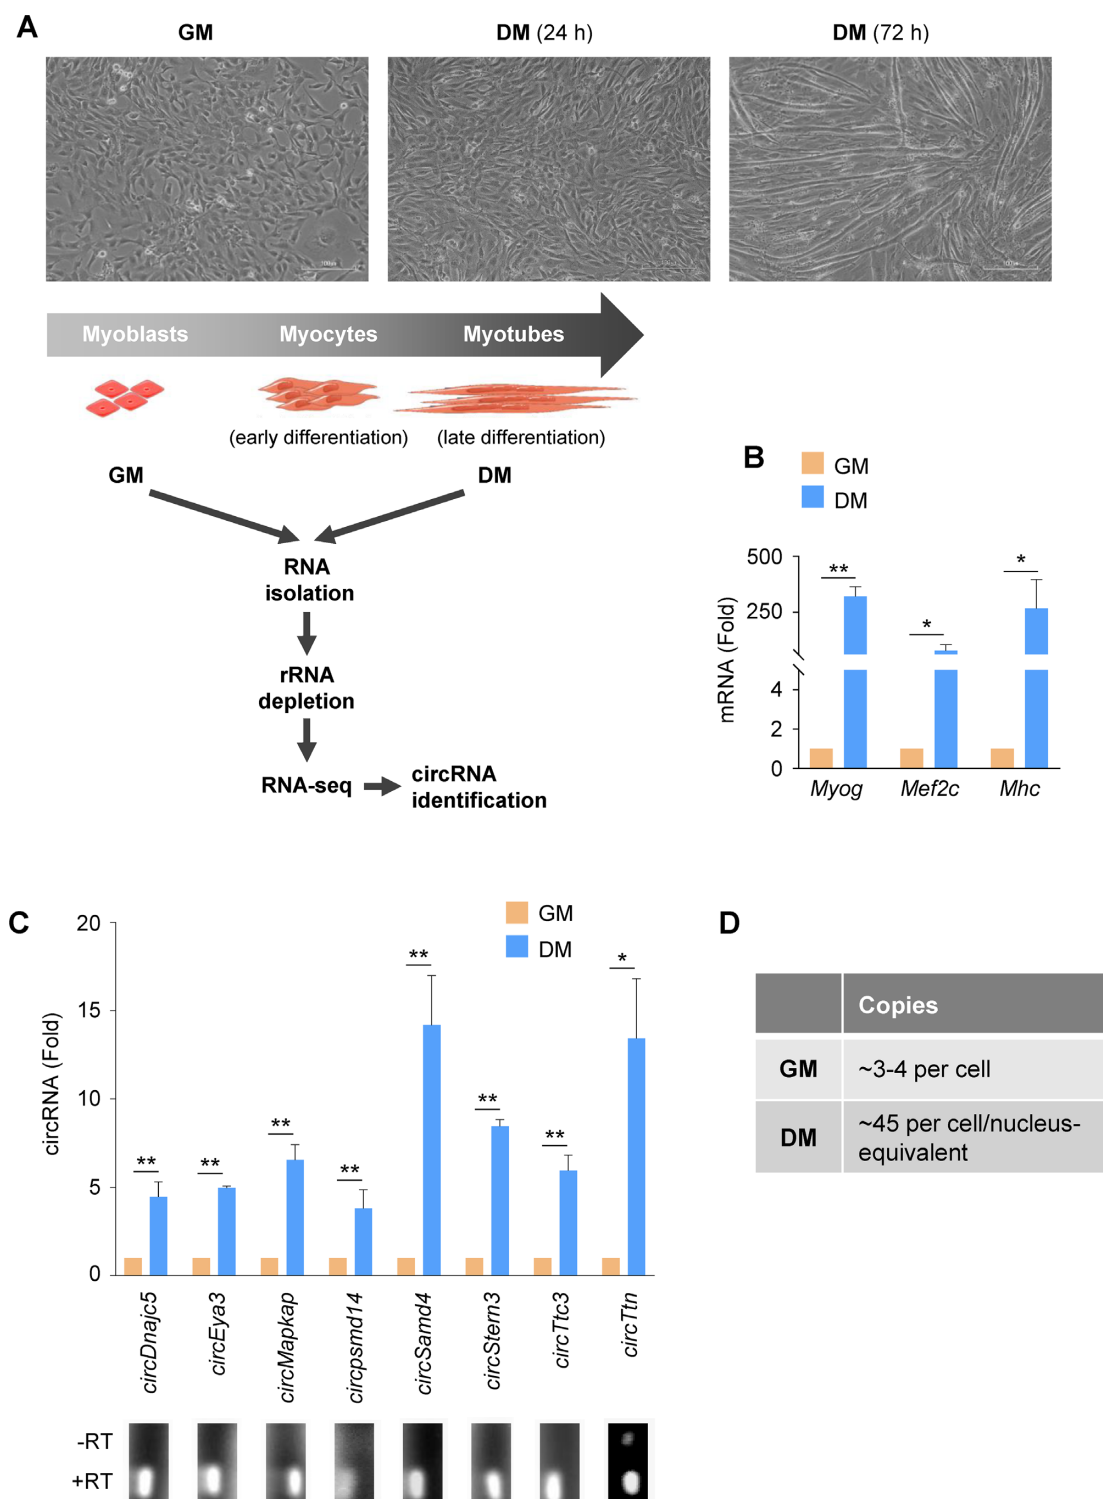 A
GM
DM (24 h)
DM (72 h)
Myoblasts
Myocytes
Myotubes
(early differentiation)
(late differentiation)
GM
DM
RNA
isolation
rRNA
depletion
RNA-seq
circRNA
identification
B
GM
DM
mRNA (Fold)
500
250
4
2
0
**
*
*
Myog
Mef2c
Mhc
C
GM
DM
circRNA (Fold)
20
15
10
5
0
**
**
**
**
**
**
**
*
circDnajc5
circEya3
circMapkap
circpsmd14
circSamd4
circStern3
circTtc3
circTtn
-RT
+RT
D
Copies
GM
~3-4 per cell
DM
~45 per cell/nucleus-
equivalent